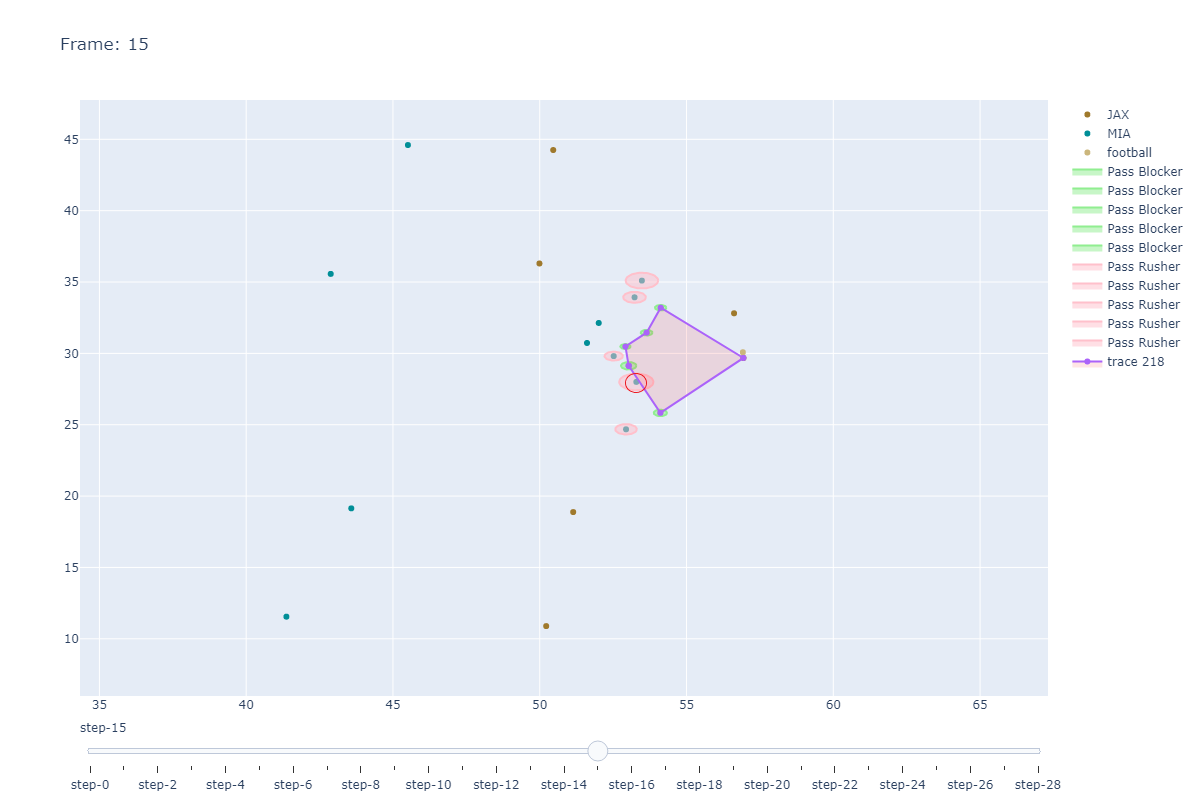 Frame: 15
JAX
MIA
football
Pass Blocker
Pass Blocker
Pass Blocker
Pass Blocker
Pass Blocker
Pass Rusher
Pass Rusher
Pass Rusher
Pass Rusher
Pass Rusher
trace 218
45
40
35
30
25
20
15
10
35 40 45 50 55 60 65
step-15
step-0 step-2 step-4 step-6 step-8 step-10 step-12 step-14 step-16 step-18 step-20 step-22 step-24 step-26 step-28